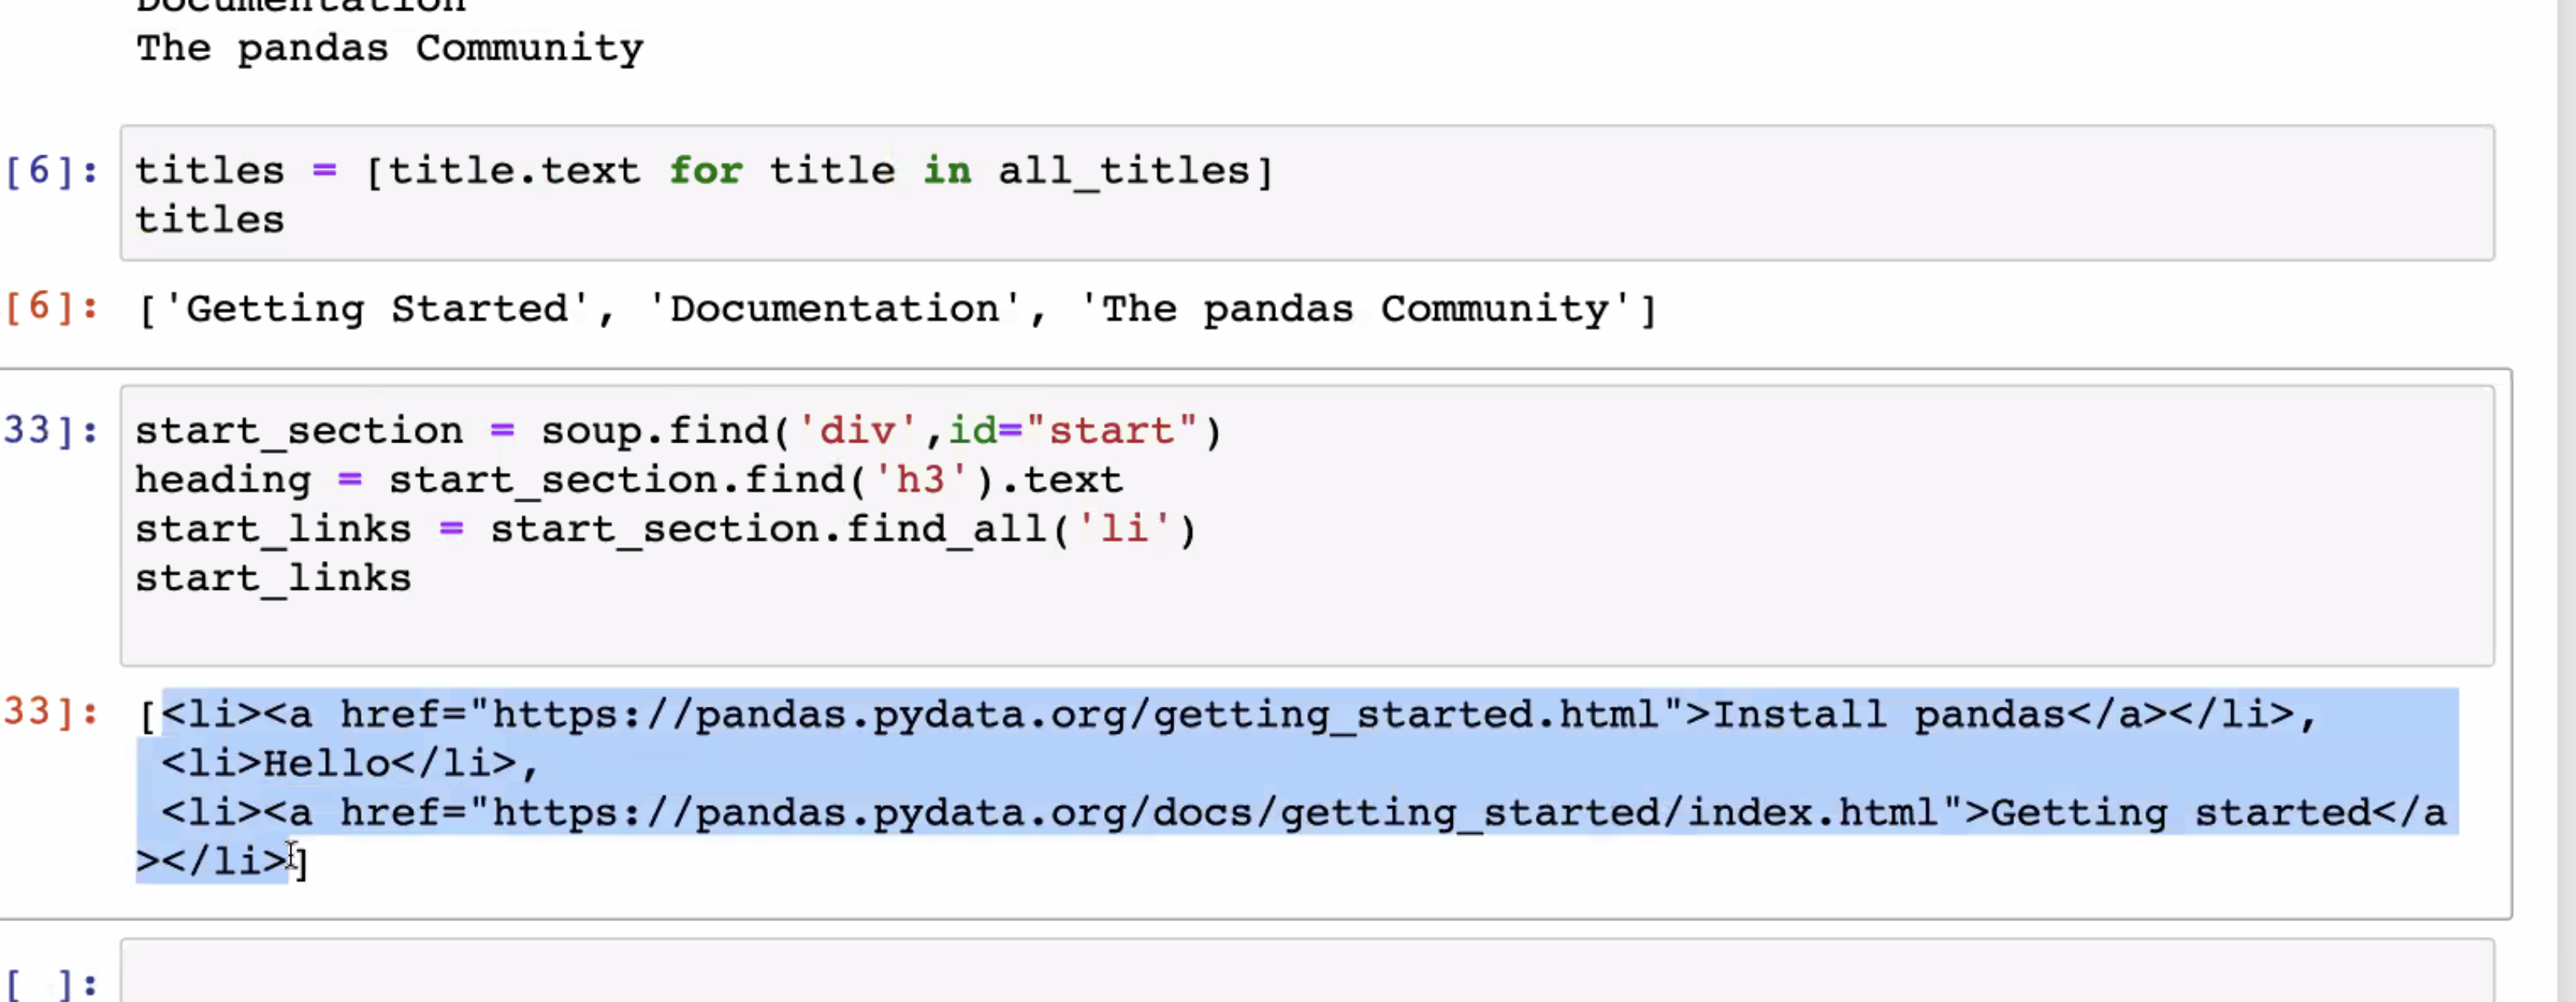 Documentation
The pandas Community
[6]: titles = [title.text for title in all_titles]
titles
[6]: ['Getting Started', 'Documentation', 'The pandas Community']
33]: start_section = soup.find('div',id="start")
heading = start_section.find('h3').text
start_links = start_section.find_all('li')
start_links
33]: [<li><a href="https://pandas.pydata.org/getting_started.html">Install pandas</a></li>,
<li>Hello</li>,
<li><a href="https://pandas.pydata.org/docs/getting_started/index.html">Getting started</a
></li>]
[ ]: